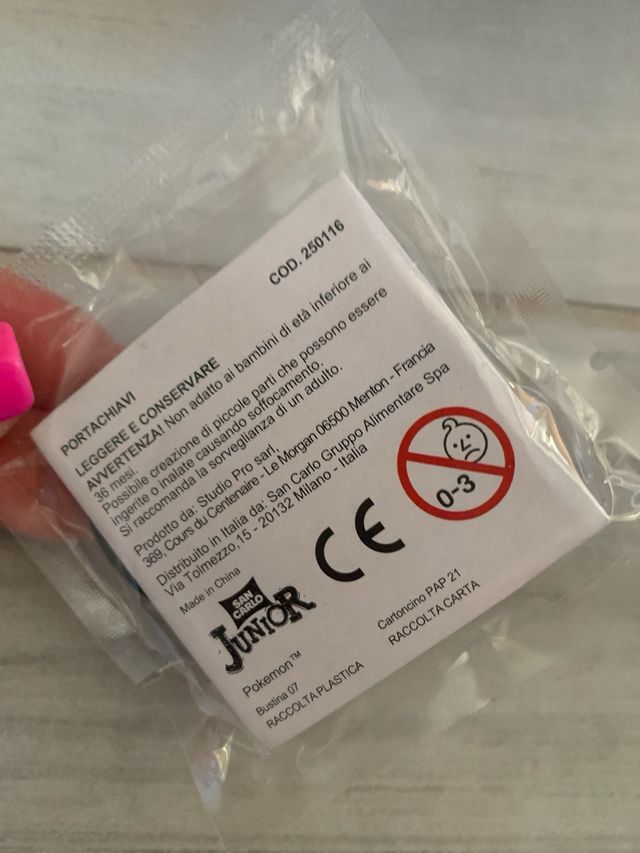 COD. 250116
PORTACHIAVI
LEGGERE E CONSERVARE
AVVERTENZA! Non adatto ai bambini di età inferiore ai
36 mesi.
Possibile creazione di piccole parti che possono essere
ingerite o inalate causando soffocamento.
Si raccomanda la sorveglianza di un adulto.
Prodotto da: Studio Pro sarl,
369, Cours du Centenaire - Le Morgan 06500 Menton - Francia
Distribuito in Italia da: San Carlo Gruppo Alimentare Spa
Via Tolmezzo,15 - 20132 Milano - Italia
Made in China
CE
0-3
SAN
CARLO
JUNIOR
Pokemon™
Bustina 07
RACCOLTA PLASTICA
Cartoncino PAP 21
RACCOLTA CARTA